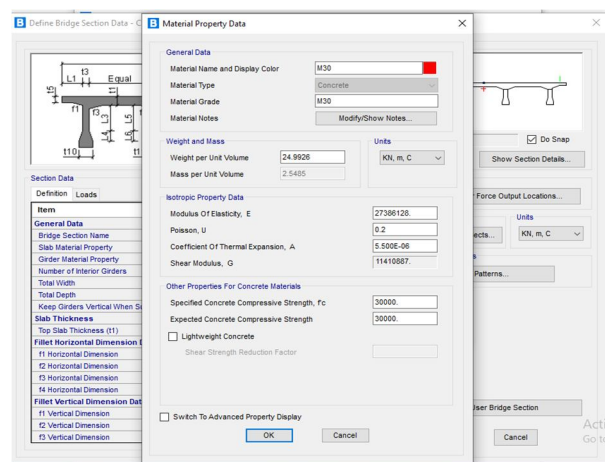 Define Bridge Section Data - C
Material Property Data
General Data
Material Name and Display Color
M30
Material Type
Concrete
Material Grade
M30
Material Notes
Modify/Show Notes...
Weight and Mass
Weight per Unit Volume
24.9926
Mass per Unit Volume
2.5485
Units
KN, m, C
Isotropic Property Data
Modulus Of Elasticity, E
27386128.
Poisson, U
0.2
Coefficient Of Thermal Expansion, A
5.500E-06
Shear Modulus, G
11410887.
Other Properties For Concrete Materials
Specified Concrete Compressive Strength, f'c
30000.
Expected Concrete Compressive Strength
30000.
Lightweight Concrete
Shear Strength Reduction Factor
Switch To Advanced Property Display
OK
Cancel
L1
t3
Equal
t5
t1
f1
f3
L3
L5
L4
L6
t10
t1
Section Data
Definition
Loads
Item
General Data
Bridge Section Name
Slab Material Property
Girder Material Property
Number of Interior Girders
Total Width
Total Depth
Keep Girders Vertical When Su
Slab Thickness
Top Slab Thickness (t1)
Fillet Horizontal Dimension D
f1 Horizontal Dimension
f2 Horizontal Dimension
f3 Horizontal Dimension
f4 Horizontal Dimension
Fillet Vertical Dimension Dat
f1 Vertical Dimension
f2 Vertical Dimension
f3 Vertical Dimension
Do Snap
Show Section Details...
Force Output Locations...
Units
ects...
KN, m, C
s
Patterns...
User Bridge Section
Cancel
Acti
Go to